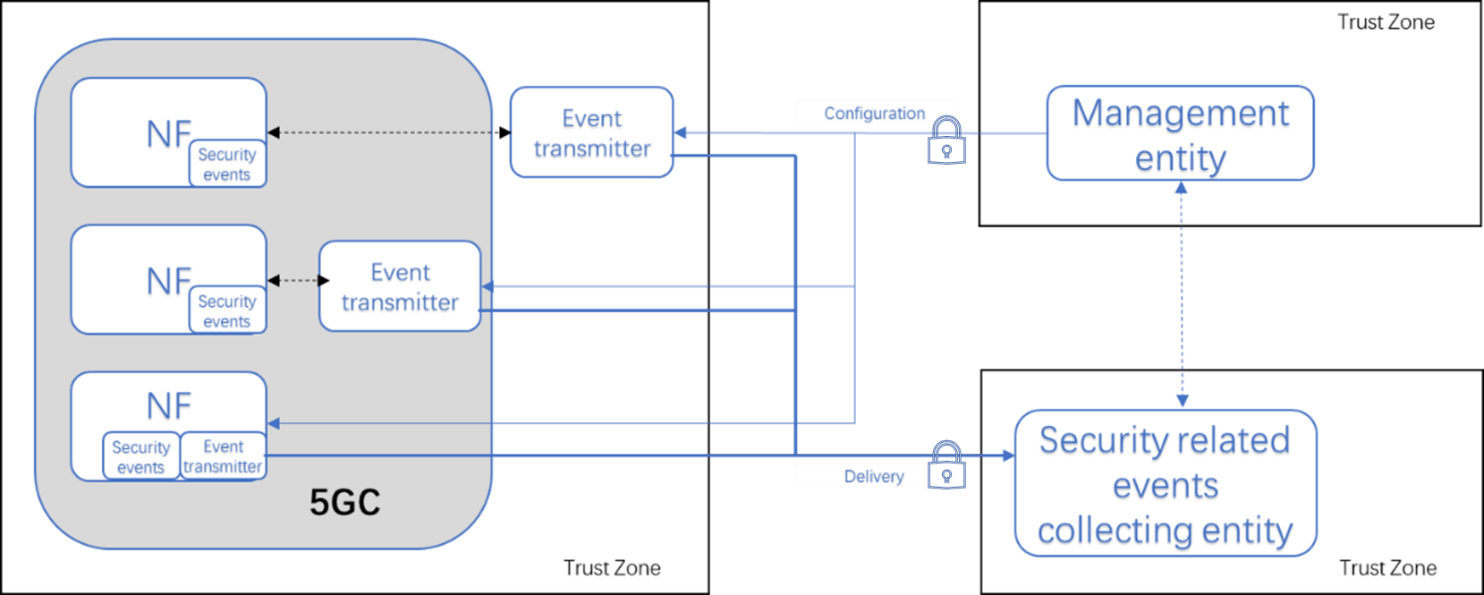 Trust Zone
Configuration
Management
entity
NF
Security
events
Event
transmitter
NF
Security
events
Event
transmitter
NF
Security
events
Event
transmitter
5GC
Trust Zone
Delivery
Security related
events
collecting entity
Trust Zone